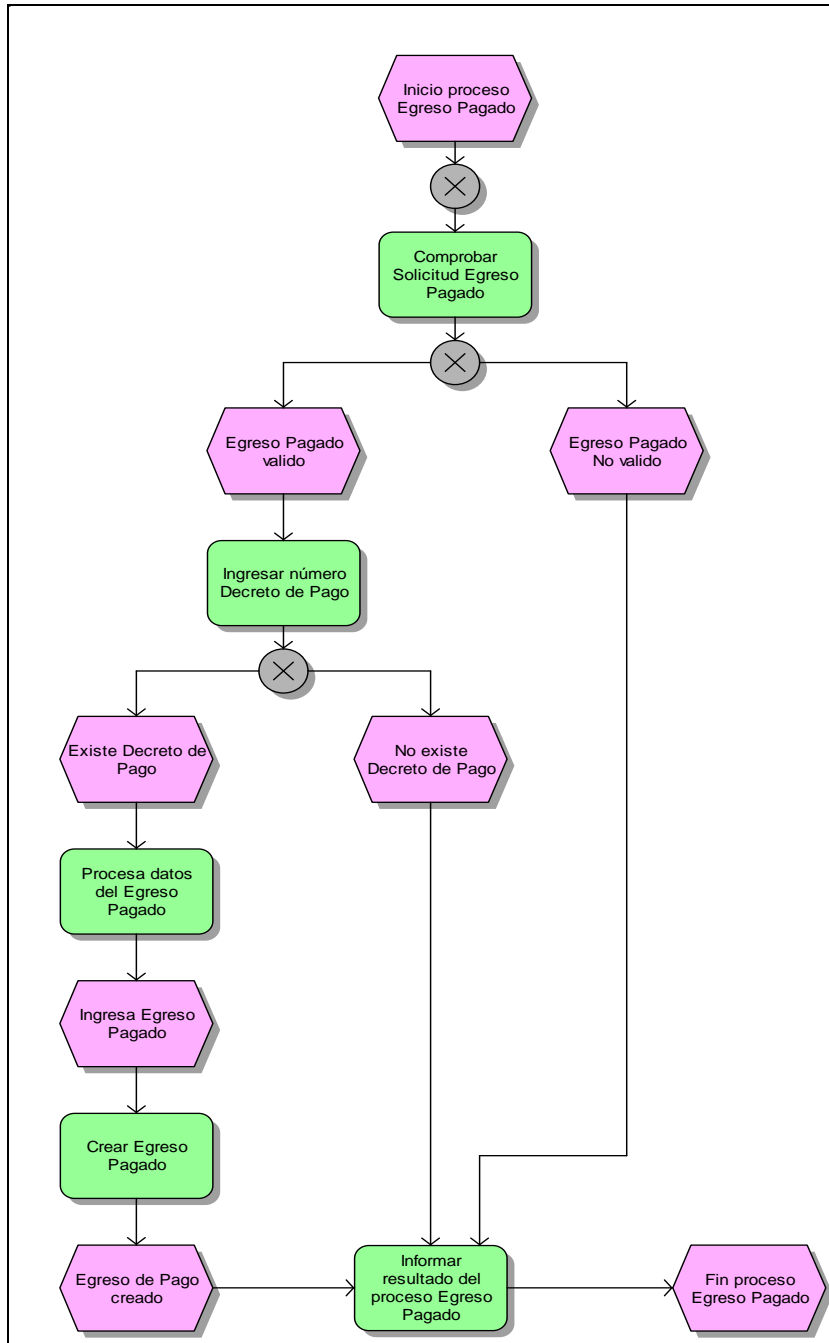 Inicio proceso
Egreso Pagado
Comprobar
Solicitud Egreso
Pagado
Egreso Pagado
valido
Egreso Pagado
No valido
Ingresar número
Decreto de Pago
Existe Decreto de
Pago
No existe
Decreto de Pago
Procesa datos
del Egreso
Pagado
Ingresa Egreso
Pagado
Crear Egreso
Pagado
Egreso de Pago
creado
Informar
resultado del
proceso Egreso
Pagado
Fin proceso
Egreso Pagado